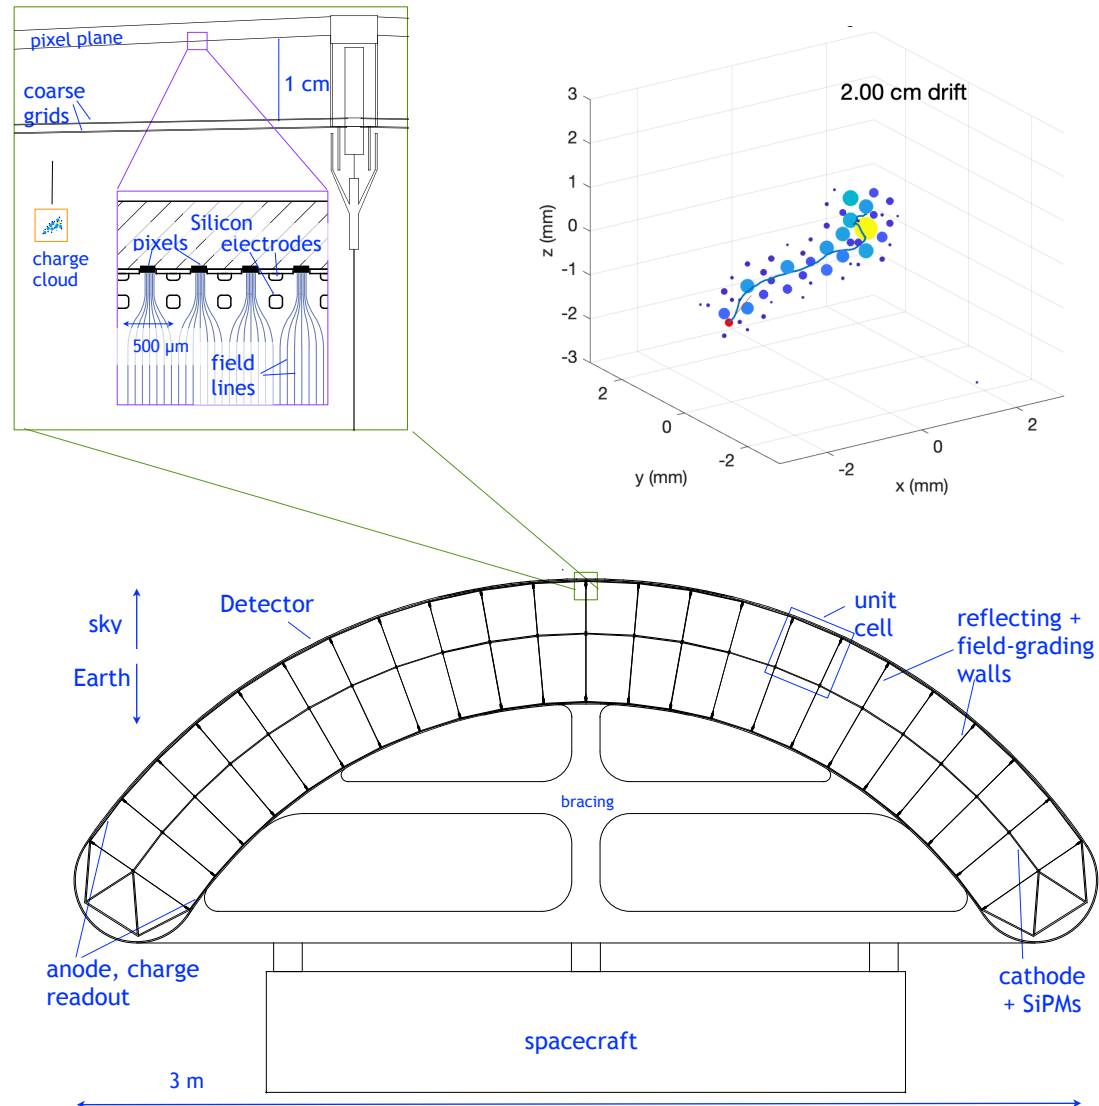 pixel plane
1 cm
coarse
grids
charge
cloud
Silicon
pixels electrodes
500 µm
field
lines
2.00 cm drift
3
2
1
0
-1
-2
-3
z (mm)
2
0
-2
y (mm)
-2
0
2
x (mm)
sky
Earth
Detector
unit
cell
reflecting +
field-grading
walls
bracing
anode, charge
readout
cathode
+ SiPMs
spacecraft
3 m